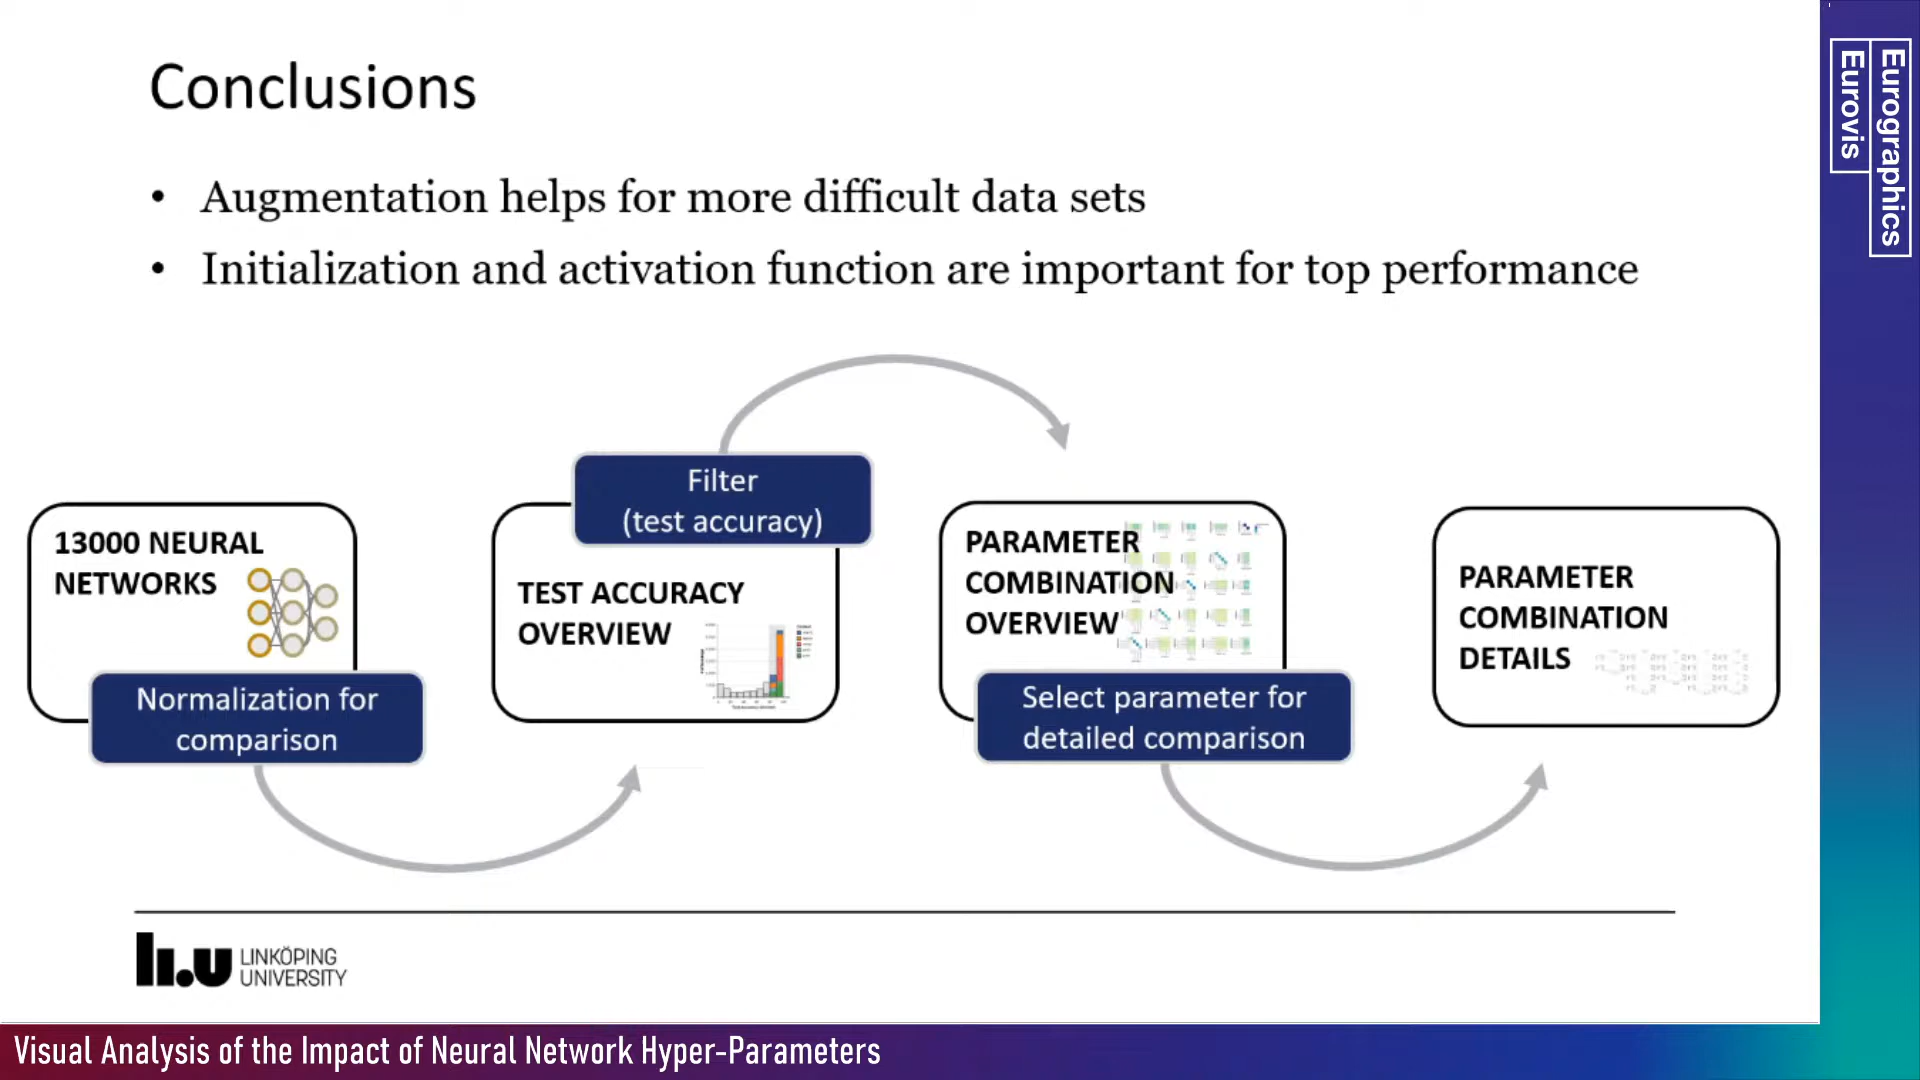 Conclusions
• Augmentation helps for more difficult data sets
• Initialization and activation function are important for top performance
13000 NEURAL
NETWORKS
Normalization for
comparison
Filter
(test accuracy)
TEST ACCURACY
OVERVIEW
PARAMETER
COMBINATION
OVERVIEW
Select parameter for
detailed comparison
PARAMETER
COMBINATION
DETAILS
LINKÖPING
UNIVERSITY
li.u
Eurographics
Eurovis
Visual Analysis of the Impact of Neural Network Hyper-Parameters